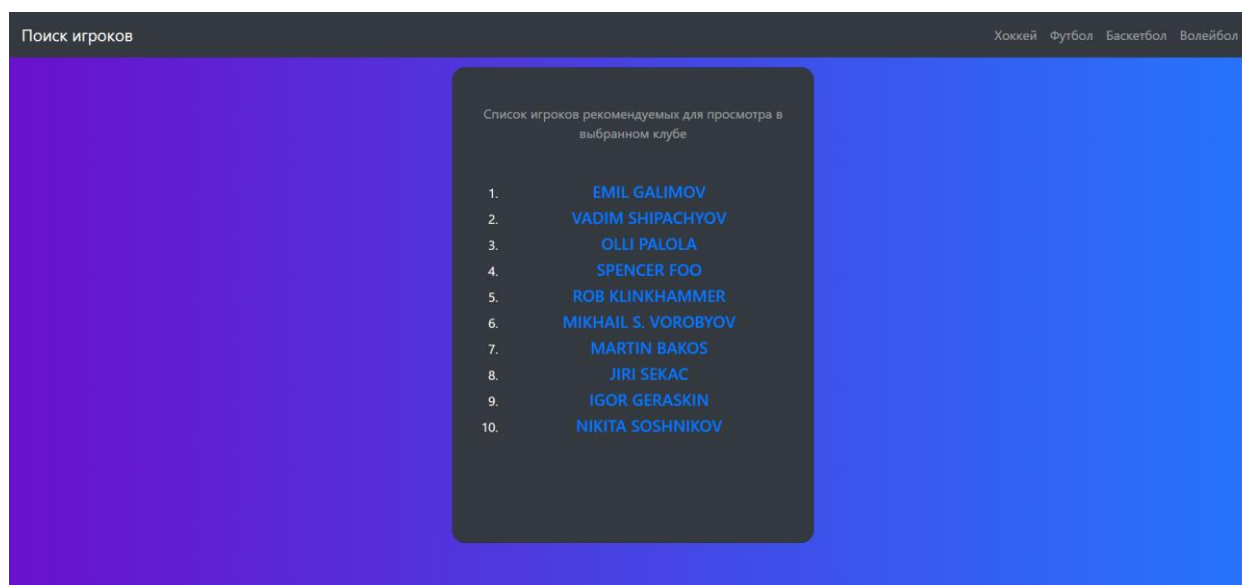 Поиск игроков
Хоккей Футбол Баскетбол Волейбол
Список игроков рекомендуемых для просмотра в
выбранном клубе
1. EMIL GALIMOV
2. VADIM SHIPACHYOV
3. OLLI PALOLA
4. SPENCER FOO
5. ROB KLINKHAMMER
6. MIKHAIL S. VOROBYOV
7. MARTIN BAKOS
8. JIRI SEKAC
9. IGOR GERASKIN
10. NIKITA SOSHNIKOV